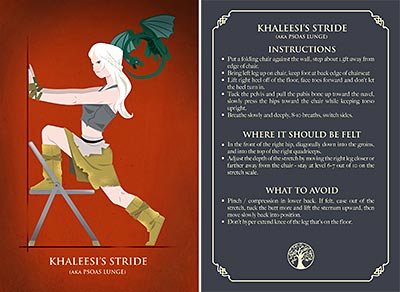 KHALEESI'S STRIDE
(AKA PSOAS LUNGE)
KHALEESI'S STRIDE
(AKA PSOAS LUNGE)
INSTRUCTIONS
• Put a folding chair against the wall, step about 1.5ft away from
edge of chair.
• Bring left leg up on chair, keep foot at back edge of chairseat
• Lift right heel off of the floor, face toes forward and don't let
the heel turn in.
• Tuck the pelvis and pull the pubis bone up toward the navel,
slowly press the hips toward the chair while keeping torso
upright.
• Breathe slowly and deeply, 8-10 breaths, switch sides.
WHERE IT SHOULD BE FELT
• In the front of the right hip, diagonally down into the groins,
and into the top of the right quadriceps.
• Adjust the depth of the stretch by moving the right leg closer or
farther away from the chair - stay at level 6-7 out of 10 on the
stretch scale.
WHAT TO AVOID
• Pinch / compression in lower back. If felt, ease out of the
stretch, tuck the butt more and lift the sternum upward, then
move slowly back into position.
• Don't hyper extend knee of the leg that's on the floor.